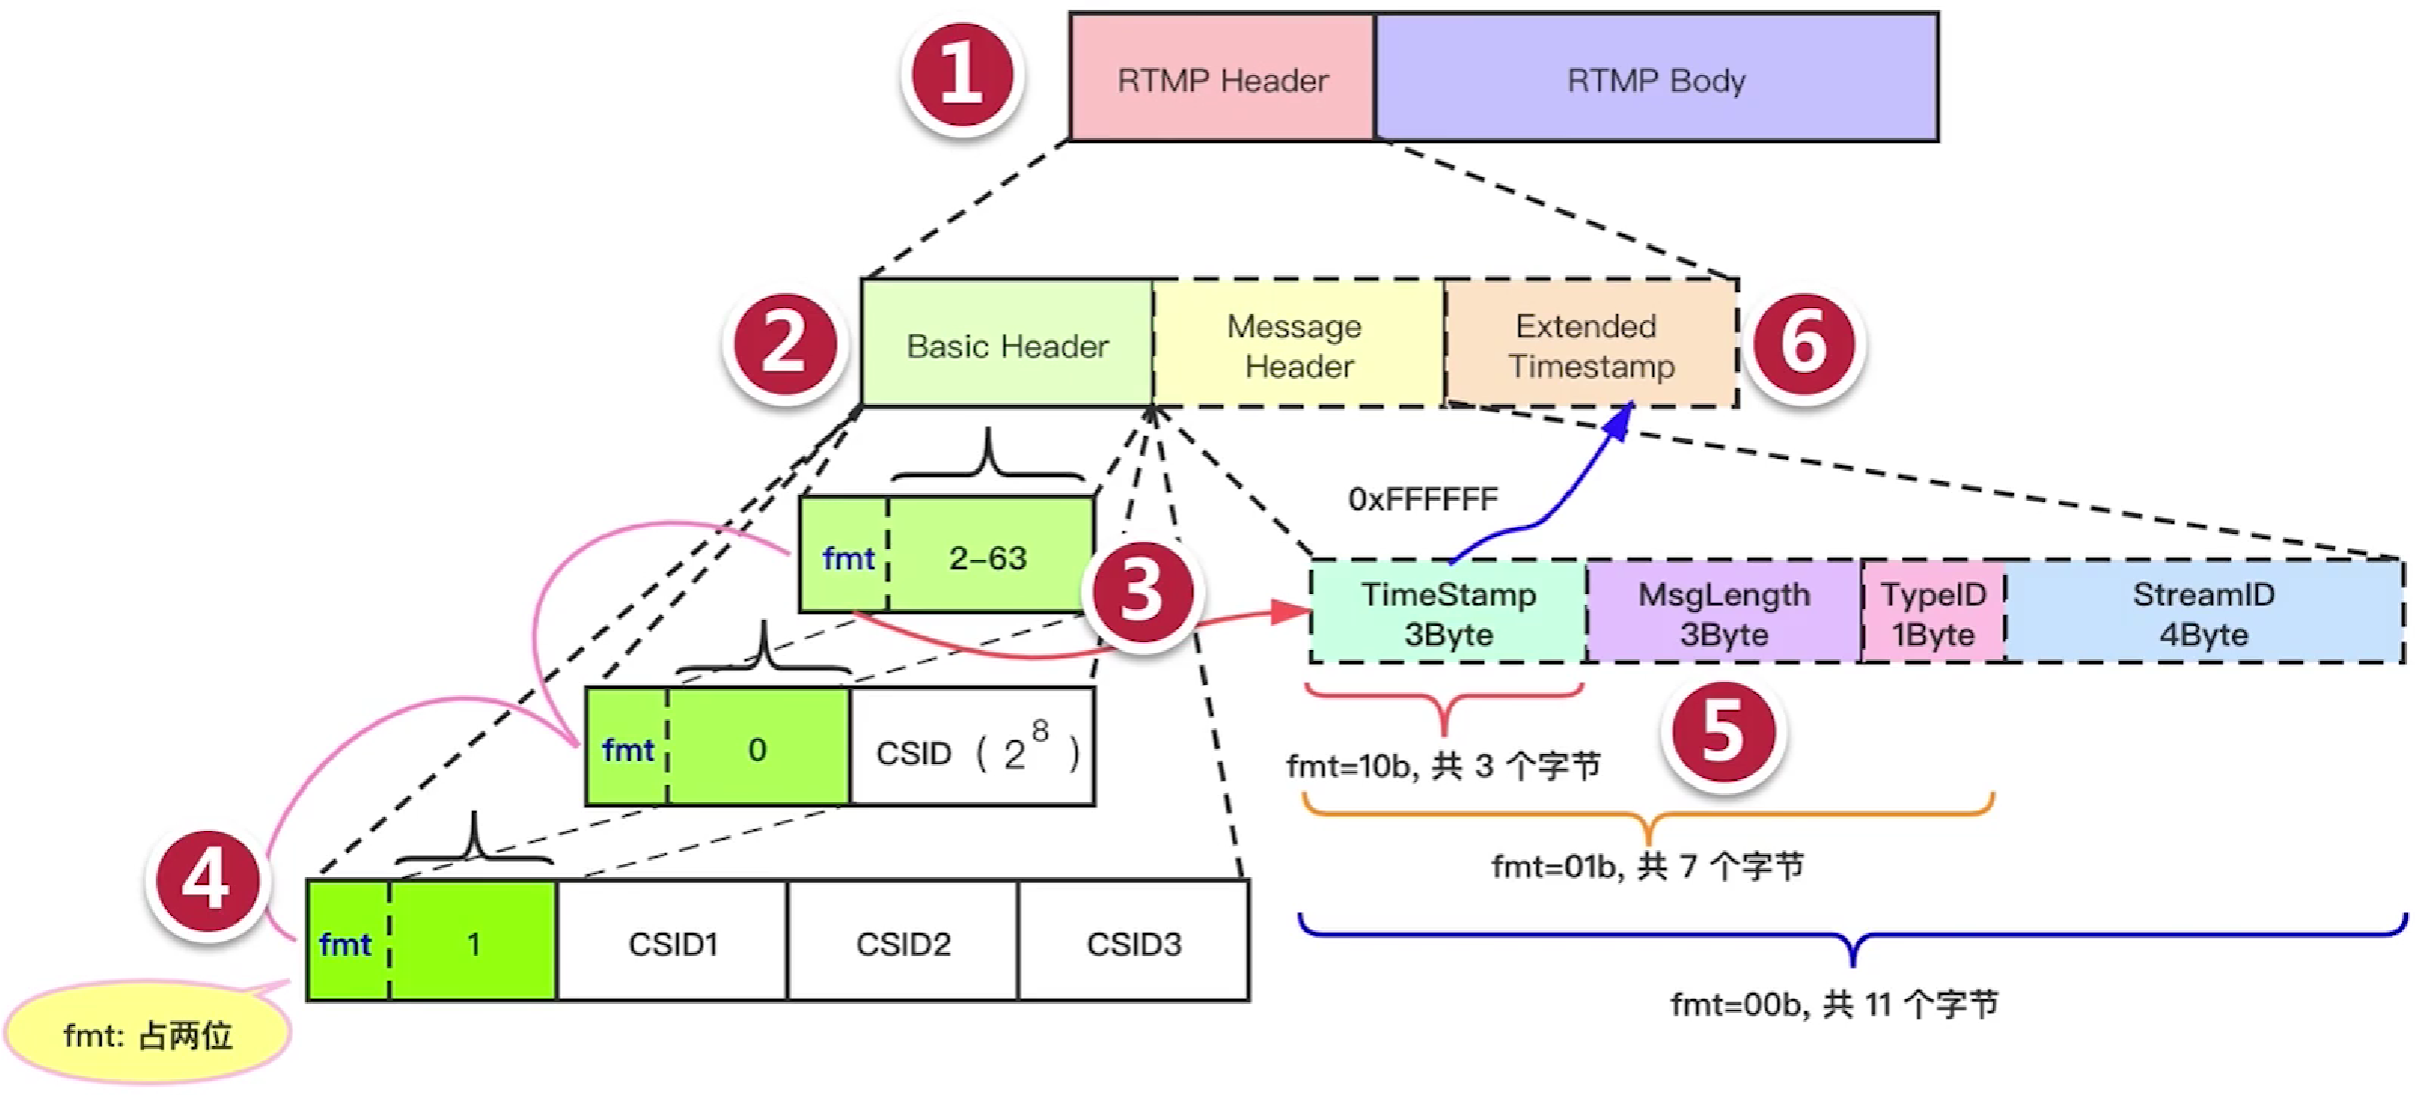 1
RTMP Header
RTMP Body
2
Basic Header
Message
Header
Extended
Timestamp
6
0xFFFFFF
fmt
2-63
3
TimeStamp
3Byte
MsgLength
3Byte
TypeID
1Byte
StreamID
4Byte
fmt
0
CSID ( 2^8 )
5
fmt=10b, 共 3 个字节
fmt=01b, 共 7 个字节
4
fmt
1
CSID1
CSID2
CSID3
fmt=00b, 共 11 个字节
fmt: 占两位